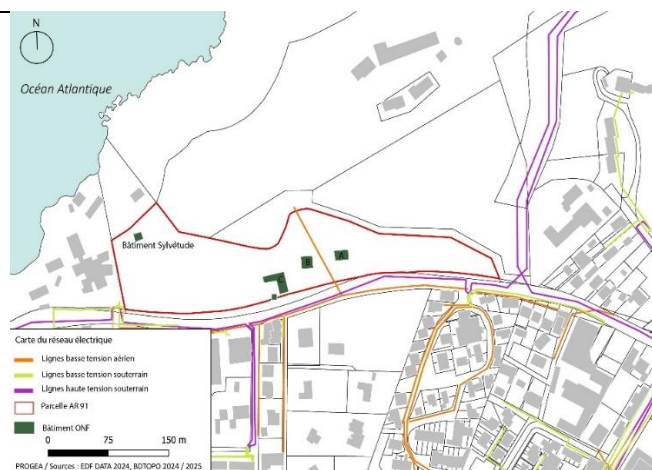 N
Océan Atlantique
Bâtiment Sylvétude
B
A
C
Carte du réseau électrique
Lignes basse tension aérien
Lignes basse tension souterrain
LIgnes haute tension souterrain
Parcelle AR 91
Bâtiment ONF
0 75 150 m
PROGEA / Sources : EDF DATA 2024, BDTOPO 2024 / 2025